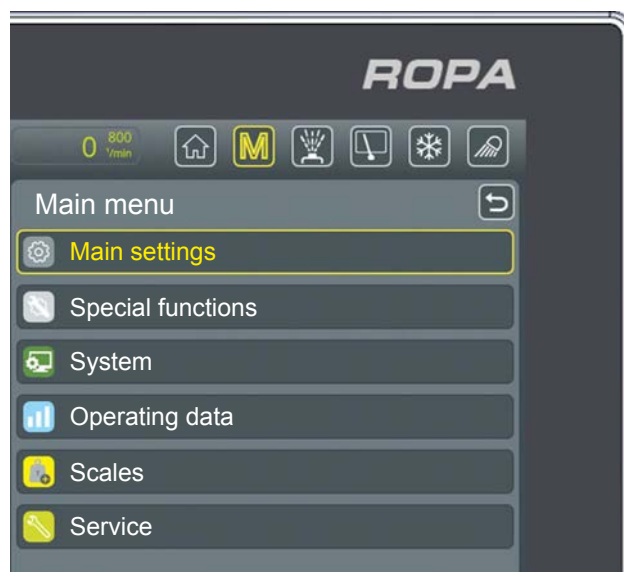 ROPA
0 800
1/min
M
Main menu
Main settings
Special functions
System
Operating data
Scales
Service